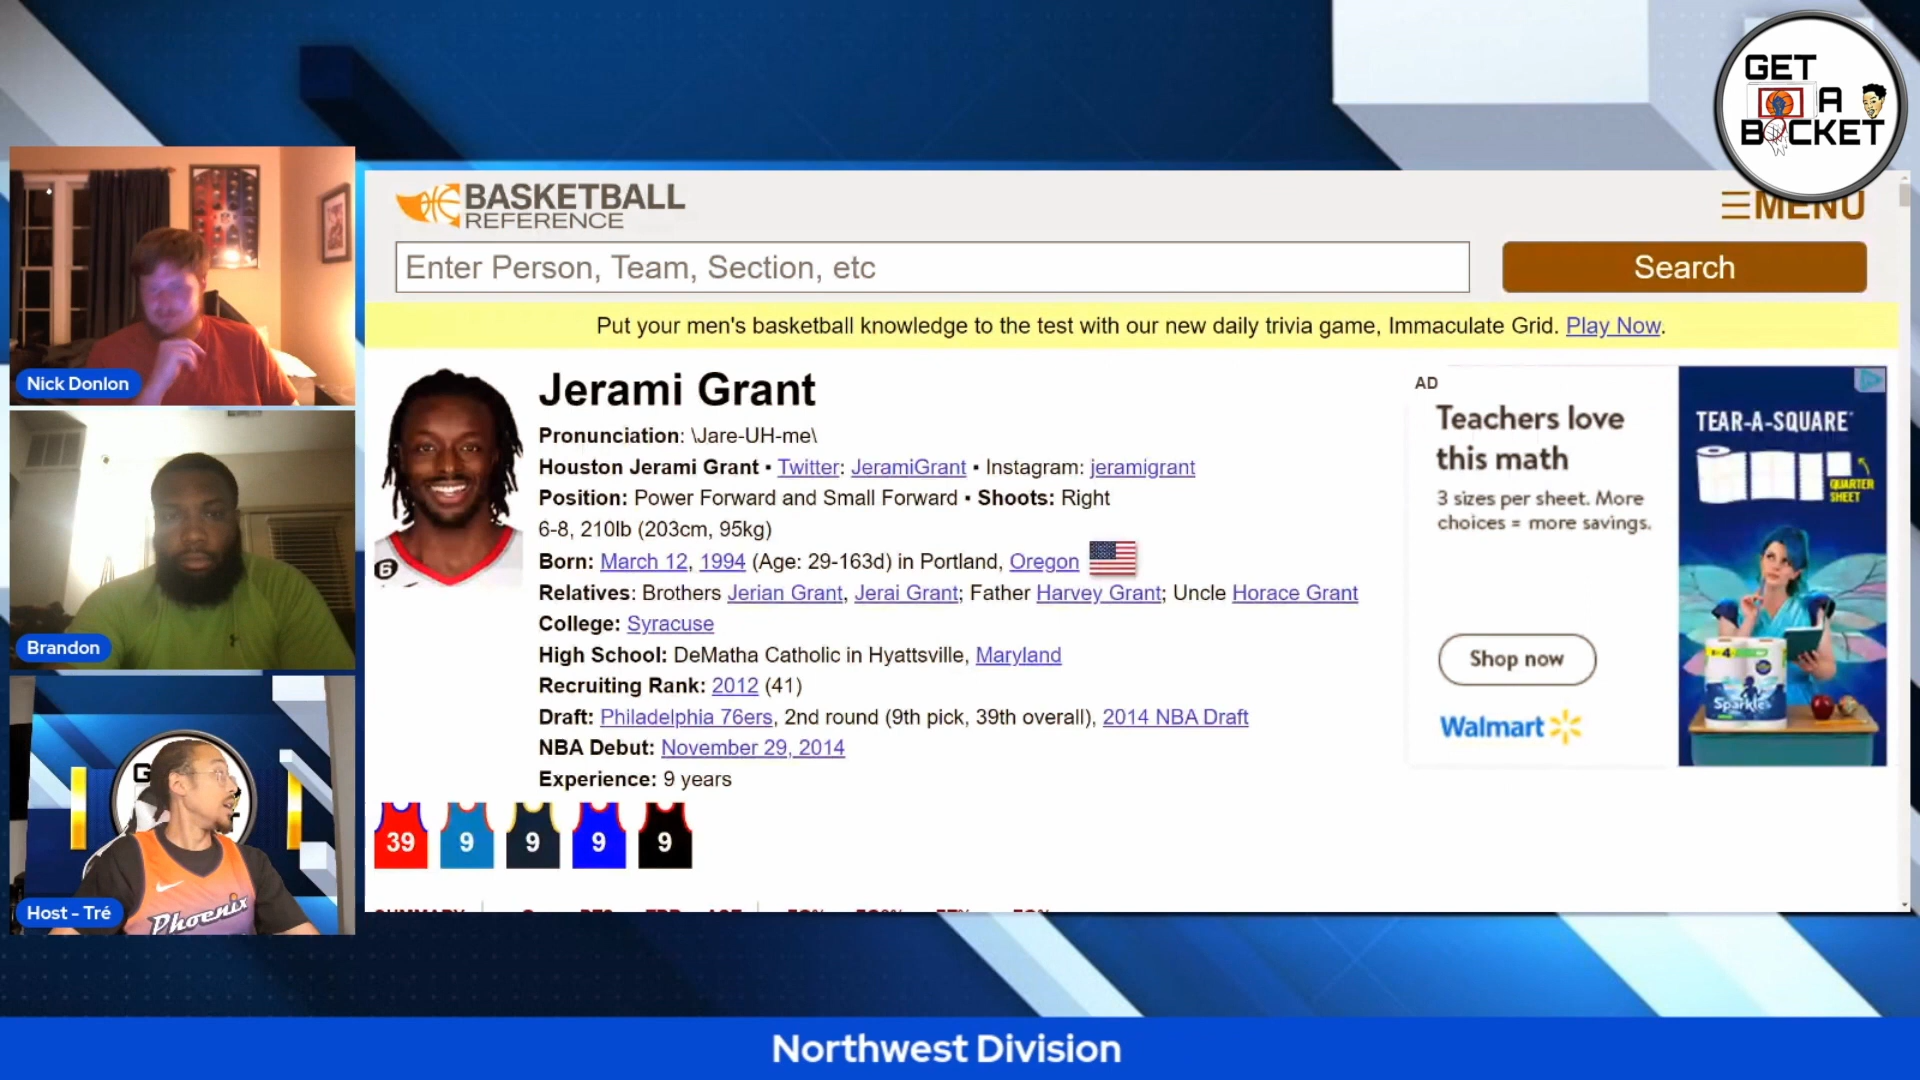 GET
A
B CKET
BASKETBALL
REFERENCE
MENU
Enter Person, Team, Section, etc
Search
Put your men's basketball knowledge to the test with our new daily trivia game, Immaculate Grid. Play Now.
Jerami Grant
Pronunciation: \Jare-UH-me\
Houston Jerami Grant ▪ Twitter: JeramiGrant ▪ Instagram: jeramigrant
Position: Power Forward and Small Forward ▪ Shoots: Right
6-8, 210lb (203cm, 95kg)
Born: March 12, 1994 (Age: 29-163d) in Portland, Oregon
Relatives: Brothers Jerian Grant, Jerai Grant; Father Harvey Grant; Uncle Horace Grant
College: Syracuse
High School: DeMatha Catholic in Hyattsville, Maryland
Recruiting Rank: 2012 (41)
Draft: Philadelphia 76ers, 2nd round (9th pick, 39th overall), 2014 NBA Draft
NBA Debut: November 29, 2014
Experience: 9 years
39 9 9 9 9
AD
Teachers love
this math
3 sizes per sheet. More
choices = more savings.
Shop now
Walmart
TEAR-A-SQUARE
QUARTER
SHEET
Sparkle
Nick Donlon
Brandon
Phoenix
Host - Tré
Northwest Division